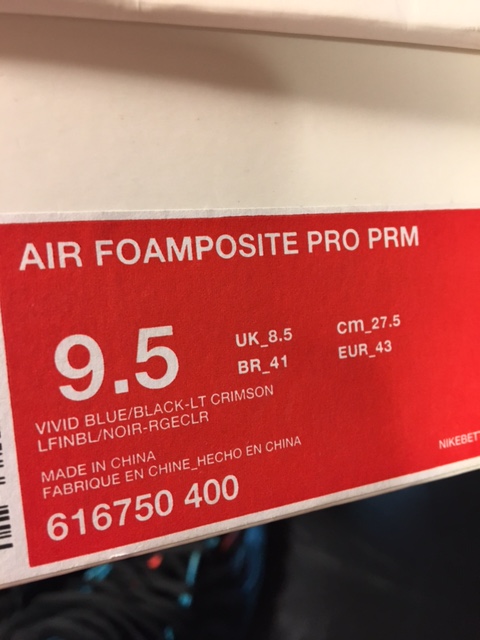 AIR FOAMPOSITE PRO PRM
9.5
UK_8.5 cm_27.5
BR_41 EUR_43
VIVID BLUE/BLACK-LT CRIMSON
LFINBL/NOIR-RGECLR
MADE IN CHINA
FABRIQUE EN CHINE_HECHO EN CHINA
NIKEBETT
616750 400